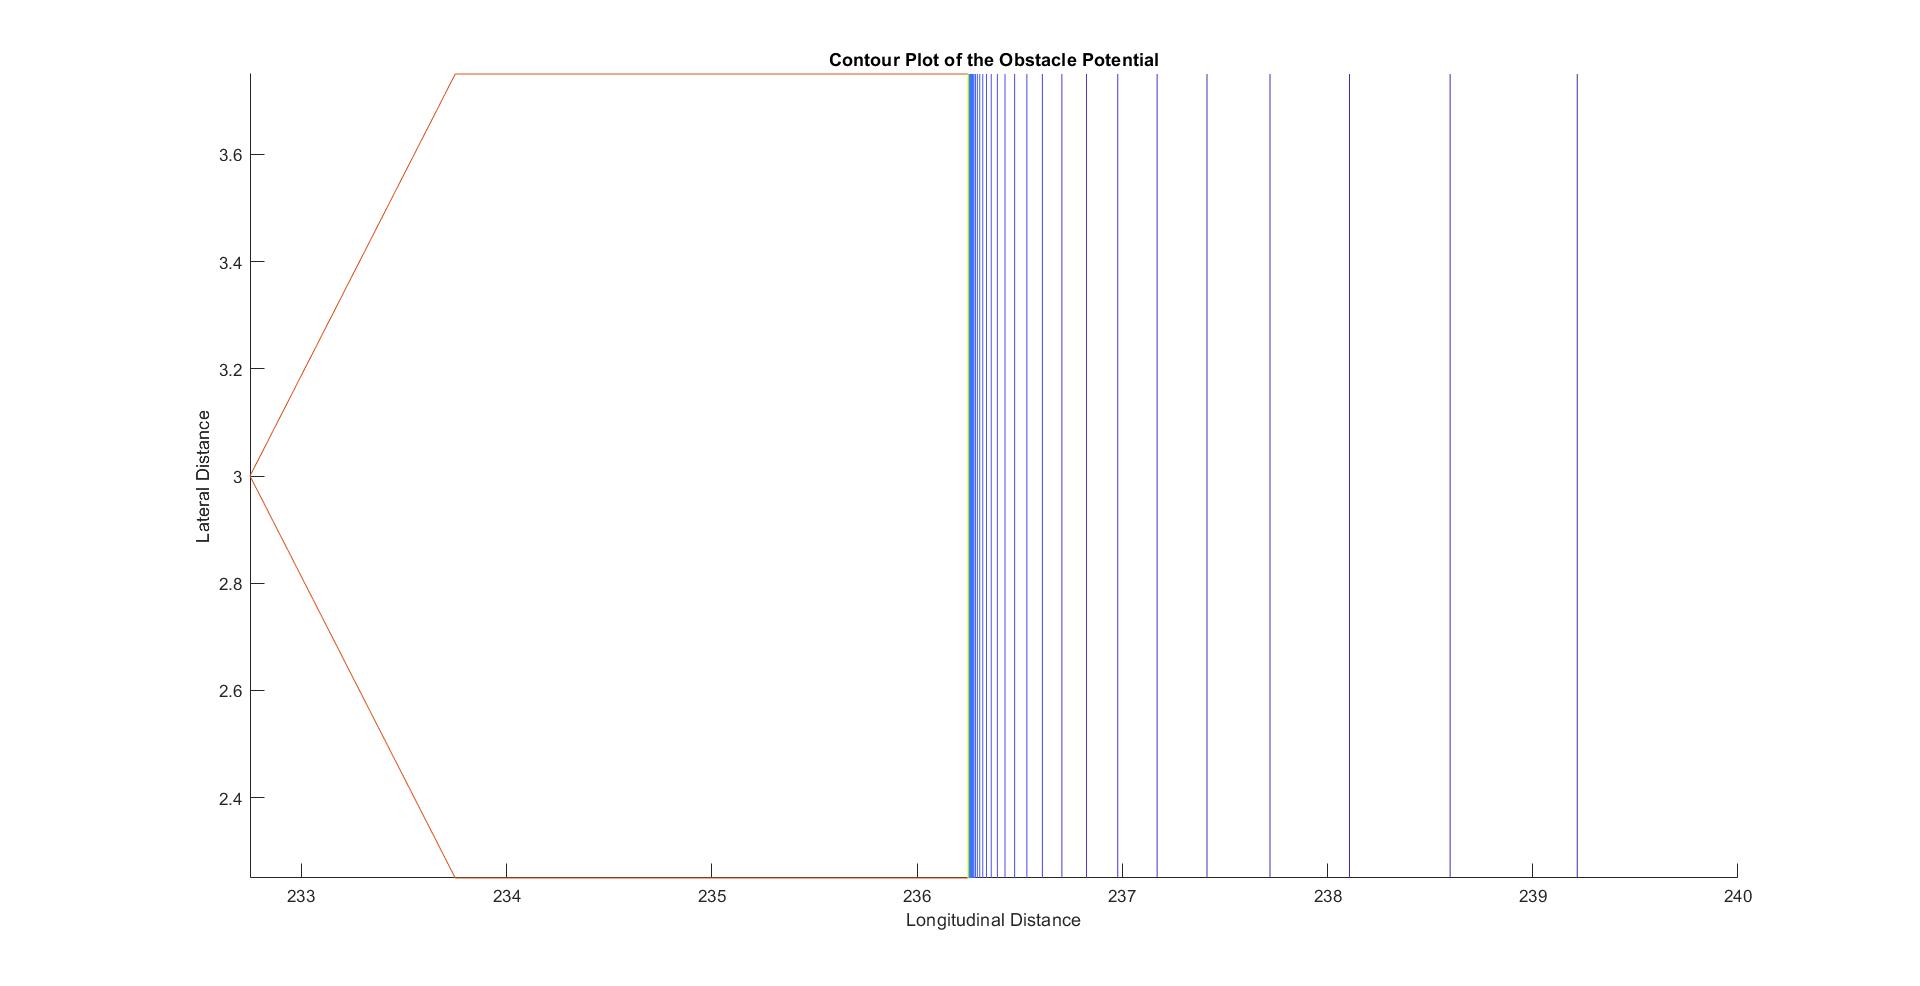 Contour Plot of the Obstacle Potential
3.6
3.4
3.2
3
2.8
2.6
2.4
Lateral Distance
233 234 235 236 237 238 239 240
Longitudinal Distance